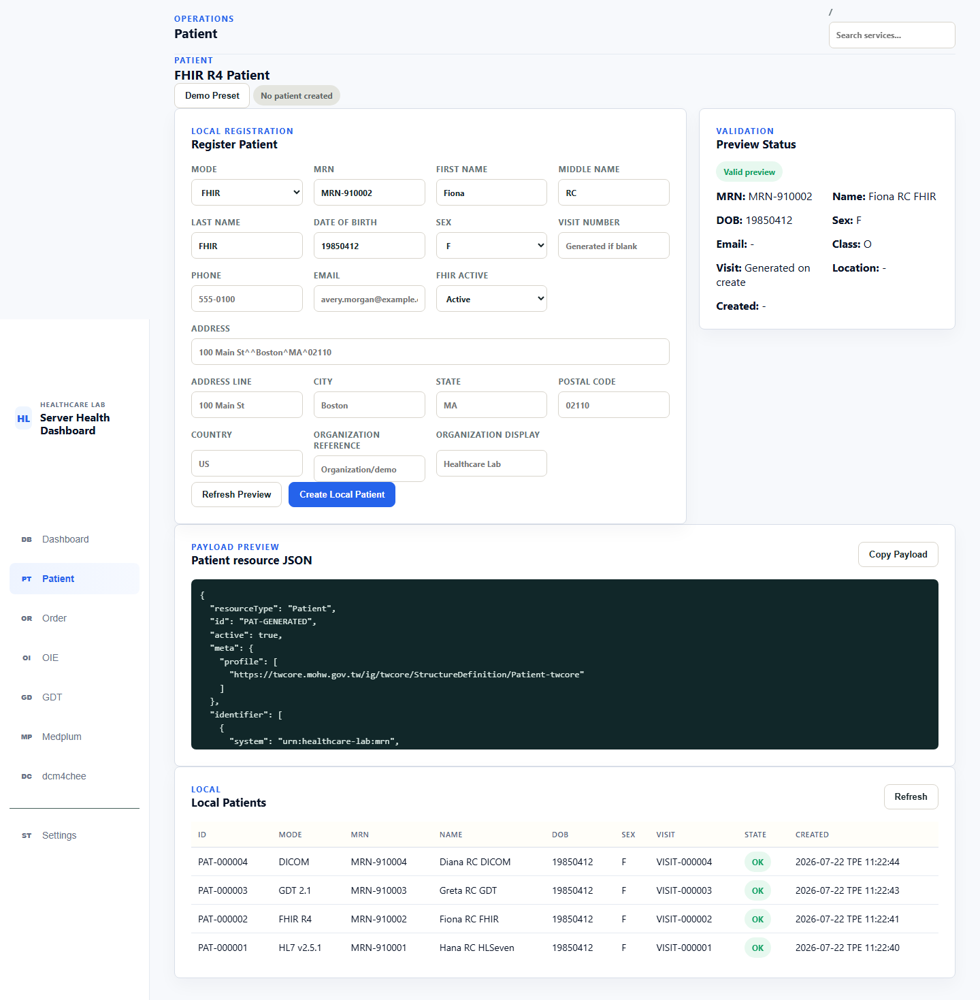 OPERATIONS
Patient
/
Search services...
PATIENT
FHIR R4 Patient
Demo Preset
No patient created
LOCAL REGISTRATION
Register Patient
MODE
MRN
FIRST NAME
MIDDLE NAME
FHIR
MRN-910002
Fiona
RC
LAST NAME
DATE OF BIRTH
SEX
VISIT NUMBER
FHIR
19850412
F
Generated if blank
PHONE
EMAIL
FHIR ACTIVE
555-0100
avery.morgan@example.
Active
ADDRESS
100 Main St^^Boston^MA^02110
ADDRESS LINE
CITY
STATE
POSTAL CODE
100 Main St
Boston
MA
02110
COUNTRY
ORGANIZATION
REFERENCE
ORGANIZATION DISPLAY
US
Organization/demo
Healthcare Lab
Refresh Preview
Create Local Patient
VALIDATION
Preview Status
Valid preview
MRN: MRN-910002
Name: Fiona RC FHIR
DOB: 19850412
Sex: F
Email: -
Class: O
Visit: Generated on
create
Location: -
Created: -
HL
HEALTHCARE LAB
Server Health
Dashboard
DB Dashboard
PT Patient
OR Order
OI OIE
GD GDT
MP Medplum
DC dcm4chee
ST Settings
PAYLOAD PREVIEW
Patient resource JSON
Copy Payload
{
"resourceType": "Patient",
"id": "PAT-GENERATED",
"active": true,
"meta": {
"profile": [
"https://twcore.mohw.gov.tw/ig/twcore/StructureDefinition/Patient-twcore"
]
},
"identifier": [
{
"system": "urn:healthcare-lab:mrn",
LOCAL
Local Patients
Refresh
ID MODE MRN NAME DOB SEX VISIT STATE CREATED
PAT-000004 DICOM MRN-910004 Diana RC DICOM 19850412 F VISIT-000004 OK 2026-07-22 TPE 11:22:44
PAT-000003 GDT 2.1 MRN-910003 Greta RC GDT 19850412 F VISIT-000003 OK 2026-07-22 TPE 11:22:43
PAT-000002 FHIR R4 MRN-910002 Fiona RC FHIR 19850412 F VISIT-000002 OK 2026-07-22 TPE 11:22:41
PAT-000001 HL7 v2.5.1 MRN-910001 Hana RC HLSeven 19850412 F VISIT-000001 OK 2026-07-22 TPE 11:22:40